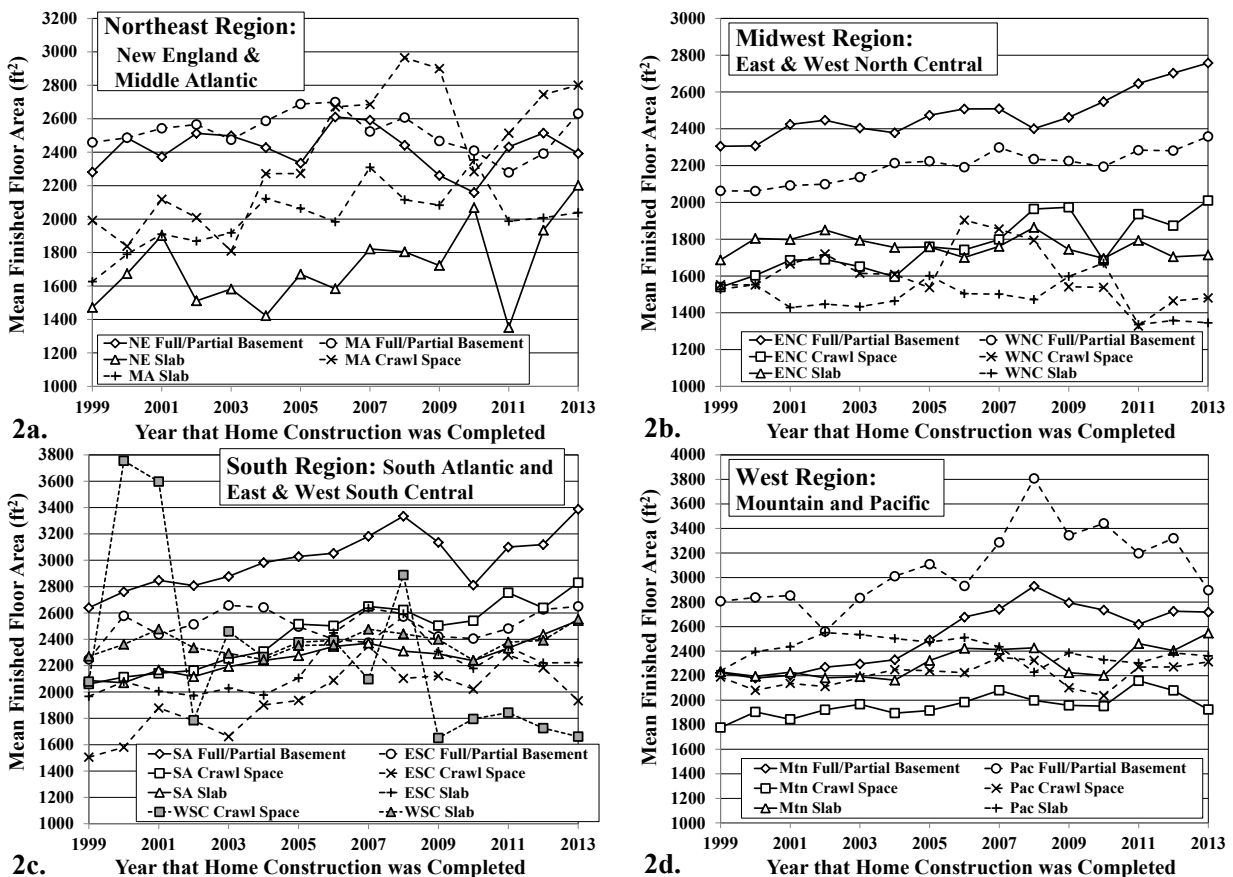 Northeast Region:
New England &
Middle Atlantic
Mean Finished Floor Area (ft²)
3200
3000
2800
2600
2400
2200
2000
1800
1600
1400
1200
1000
NE Full/Partial Basement MA Full/Partial Basement
NE Slab MA Crawl Space
MA Slab
1999 2001 2003 2005 2007 2009 2011 2013
2a. Year that Home Construction was Completed
Midwest Region:
East & West North Central
Mean Finished Floor Area (ft²)
3000
2800
2600
2400
2200
2000
1800
1600
1400
1200
1000
ENC Full/Partial Basement WNC Full/Partial Basement
ENC Crawl Space WNC Crawl Space
ENC Slab WNC Slab
1999 2001 2003 2005 2007 2009 2011 2013
2b. Year that Home Construction was Completed
South Region: South Atlantic and
East & West South Central
Mean Finished Floor Area (ft²)
3800
3600
3400
3200
3000
2800
2600
2400
2200
2000
1800
1600
1400
1200
1000
SA Full/Partial Basement ESC Full/Partial Basement
SA Crawl Space ESC Crawl Space
SA Slab ESC Slab
WSC Crawl Space WSC Slab
1999 2001 2003 2005 2007 2009 2011 2013
2c. Year that Home Construction was Completed
West Region:
Mountain and Pacific
Mean Finished Floor Area (ft²)
4000
3800
3600
3400
3200
3000
2800
2600
2400
2200
2000
1800
1600
1400
1200
1000
Mtn Full/Partial Basement Pac Full/Partial Basement
Mtn Crawl Space Pac Crawl Space
Mtn Slab Pac Slab
1999 2001 2003 2005 2007 2009 2011 2013
2d. Year that Home Construction was Completed